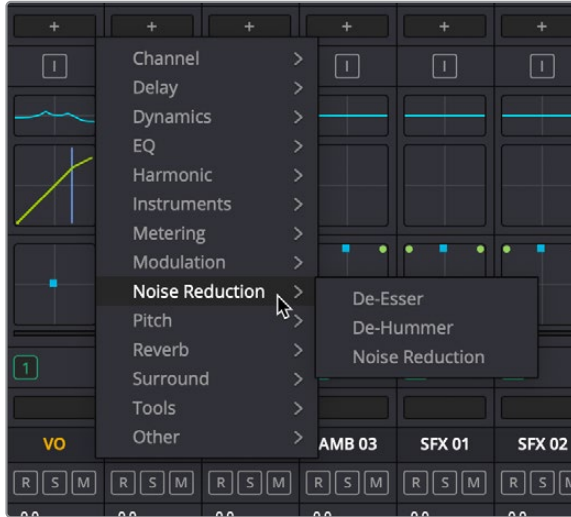 + + + + + +
I I I I
Channel >
Delay >
Dynamics >
EQ >
Harmonic >
Instruments >
Metering >
Modulation >
Noise Reduction >
De-Esser
De-Hummer
Noise Reduction
Pitch >
Reverb >
Surround >
Tools >
Other >
1
VO AMB 03 SFX 01 SFX 02
R S M R S M R S M R S M R S M R S